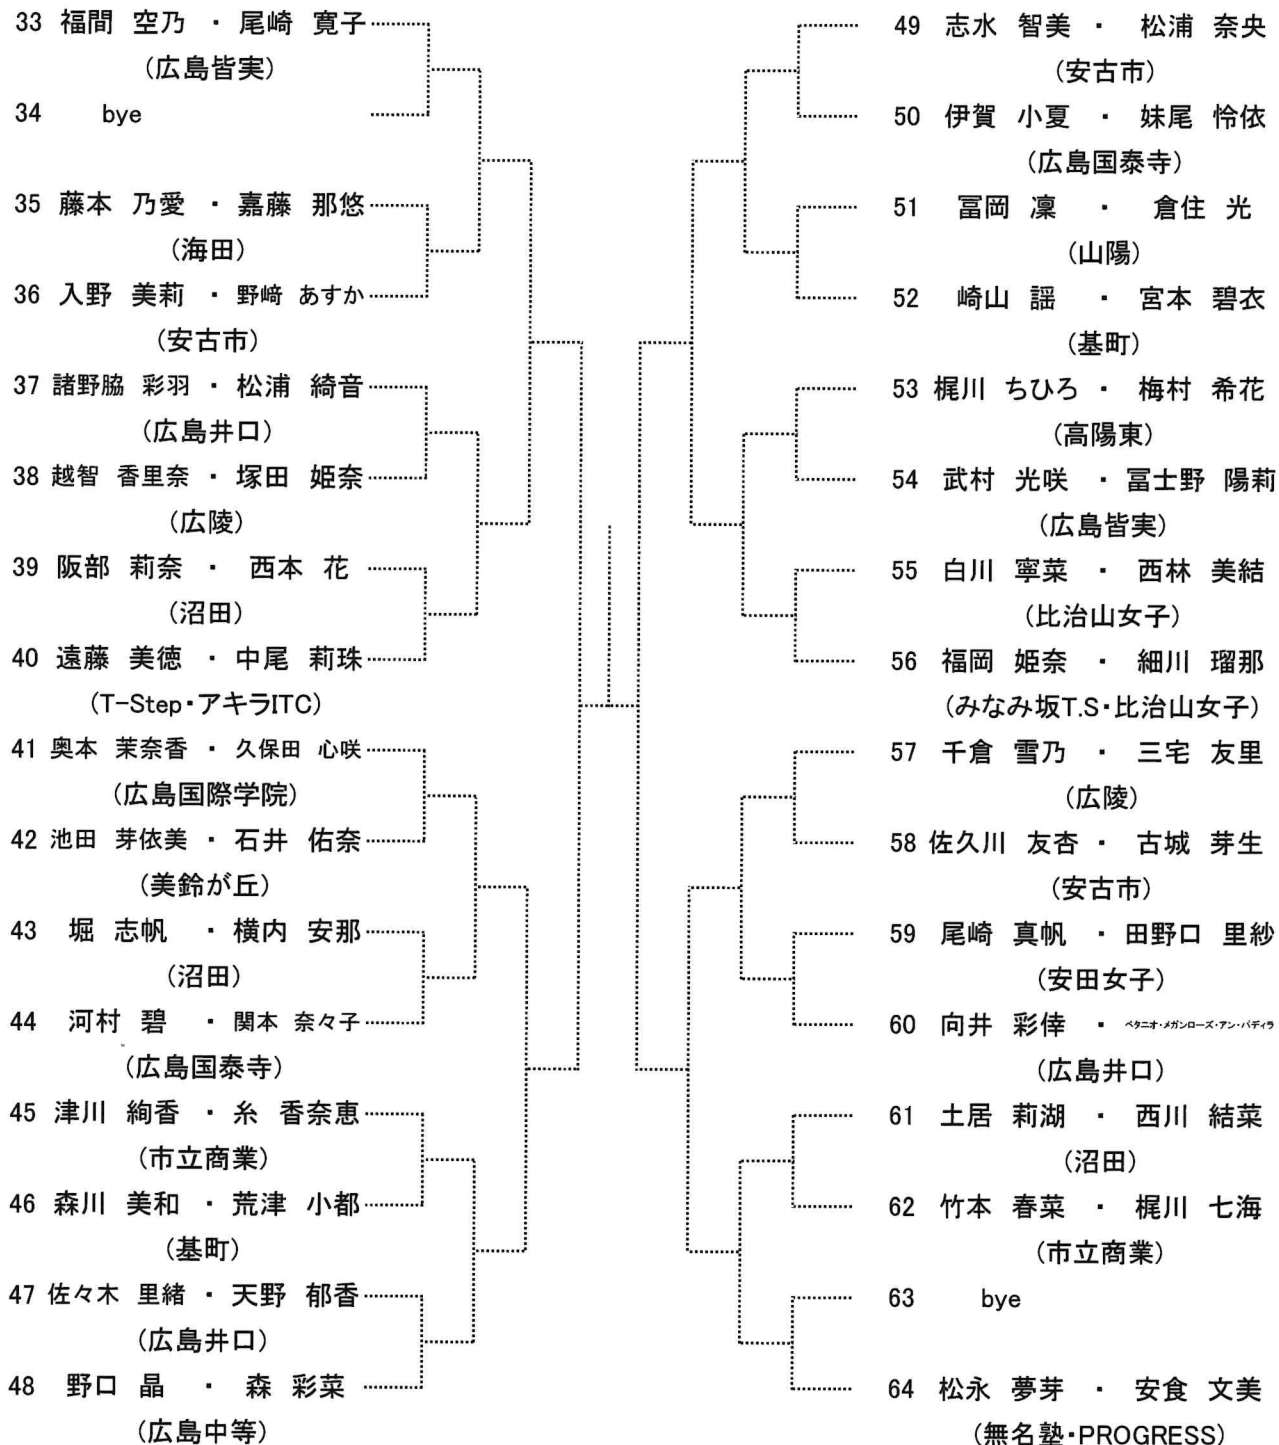 33 福間 空乃 ・ 尾崎 寛子
(広島皆実)
34 bye
35 藤本 乃愛 ・ 嘉藤 那悠
(海田)
36 入野 美莉 ・ 野﨑 あすか
(安古市)
37 諸野脇 彩羽 ・ 松浦 綺音
(広島井口)
38 越智 香里奈 ・ 塚田 姫奈
(広陵)
39 阪部 莉奈 ・ 西本 花
(沼田)
40 遠藤 美徳 ・ 中尾 莉珠
(T-Step・アキラITC)
41 奥本 茉奈香 ・ 久保田 心咲
(広島国際学院)
42 池田 芽依美 ・ 石井 佑奈
(美鈴が丘)
43 堀 志帆 ・ 横内 安那
(沼田)
44 河村 碧 ・ 関本 奈々子
(広島国泰寺)
45 津川 絢香 ・ 糸 香奈恵
(市立商業)
46 森川 美和 ・ 荒津 小都
(基町)
47 佐々木 里緒 ・ 天野 郁香
(広島井口)
48 野口 晶 ・ 森 彩菜
(広島中等)
49 志水 智美 ・ 松浦 奈央
(安古市)
50 伊賀 小夏 ・ 妹尾 怜依
(広島国泰寺)
51 冨岡 凜 ・ 倉住 光
(山陽)
52 崎山 謡 ・ 宮本 碧衣
(基町)
53 梶川 ちひろ ・ 梅村 希花
(高陽東)
54 武村 光咲 ・ 冨士野 陽莉
(広島皆実)
55 白川 寧菜 ・ 西林 美結
(比治山女子)
56 福岡 姫奈 ・ 細川 瑠那
(みなみ坂T.S・比治山女子)
57 千倉 雪乃 ・ 三宅 友里
(広陵)
58 佐久川 友杏 ・ 古城 芽生
(安古市)
59 尾崎 真帆 ・ 田野口 里紗
(安田女子)
60 向井 彩倖 ・ ベタニオ・メガンローズ・アン・パディラ
(広島井口)
61 土居 莉湖 ・ 西川 結菜
(沼田)
62 竹本 春菜 ・ 梶川 七海
(市立商業)
63 bye
64 松永 夢芽 ・ 安食 文美
(無名塾・PROGRESS)